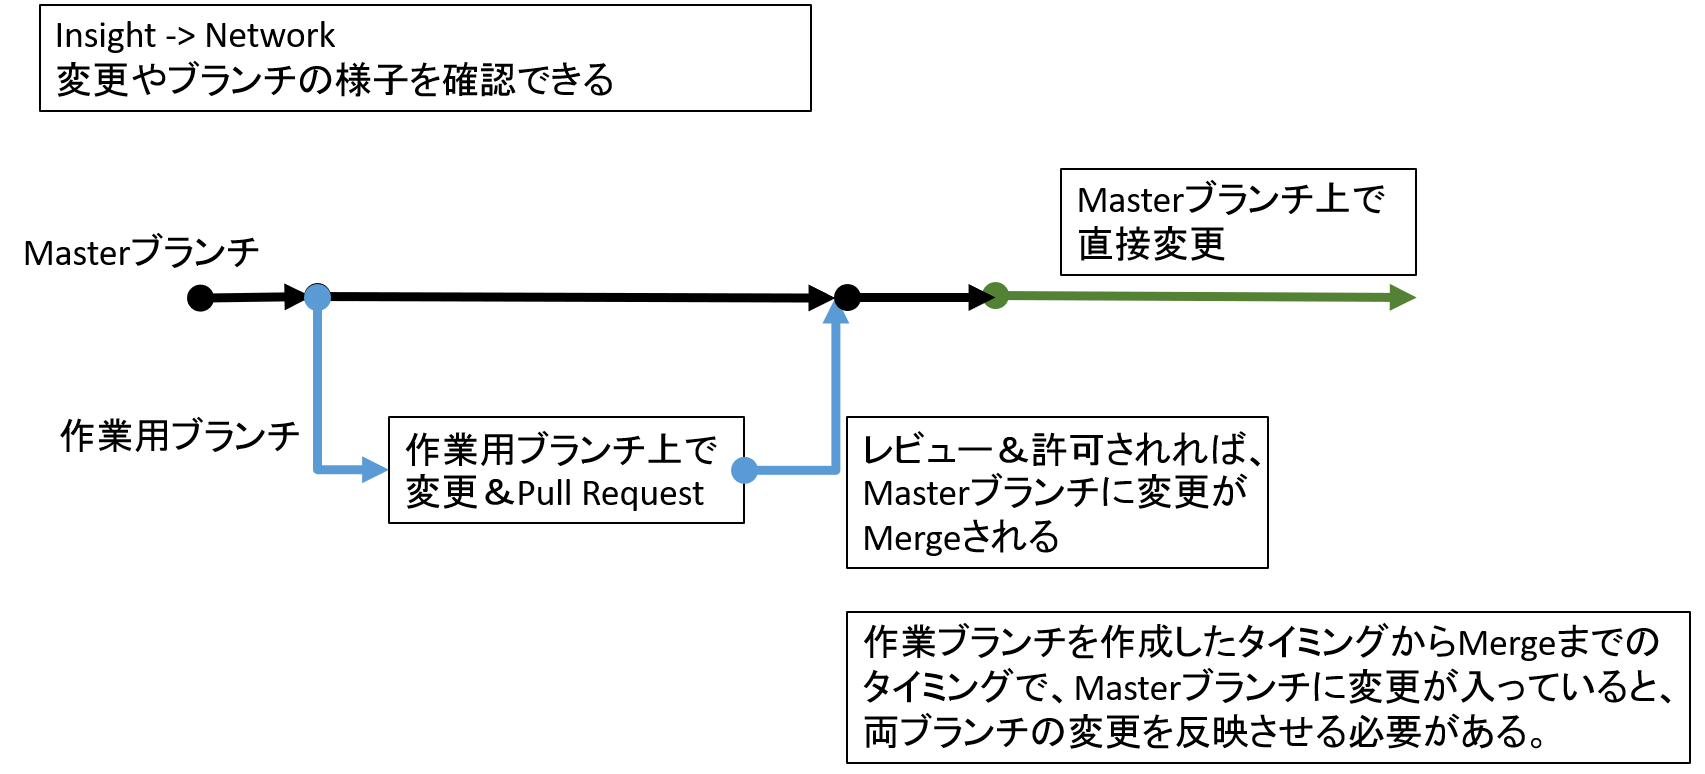 Insight -> Network
変更やブランチの様子を確認できる
Masterブランチ上で
直接変更
Masterブランチ
作業用ブランチ
作業用ブランチ上で
変更＆Pull Request
レビュー＆許可されれば、
Masterブランチに変更が
Mergeされる
作業ブランチを作成したタイミングからMergeまでの
タイミングで、Masterブランチに変更が入っていると、
両ブランチの変更を反映させる必要がある。